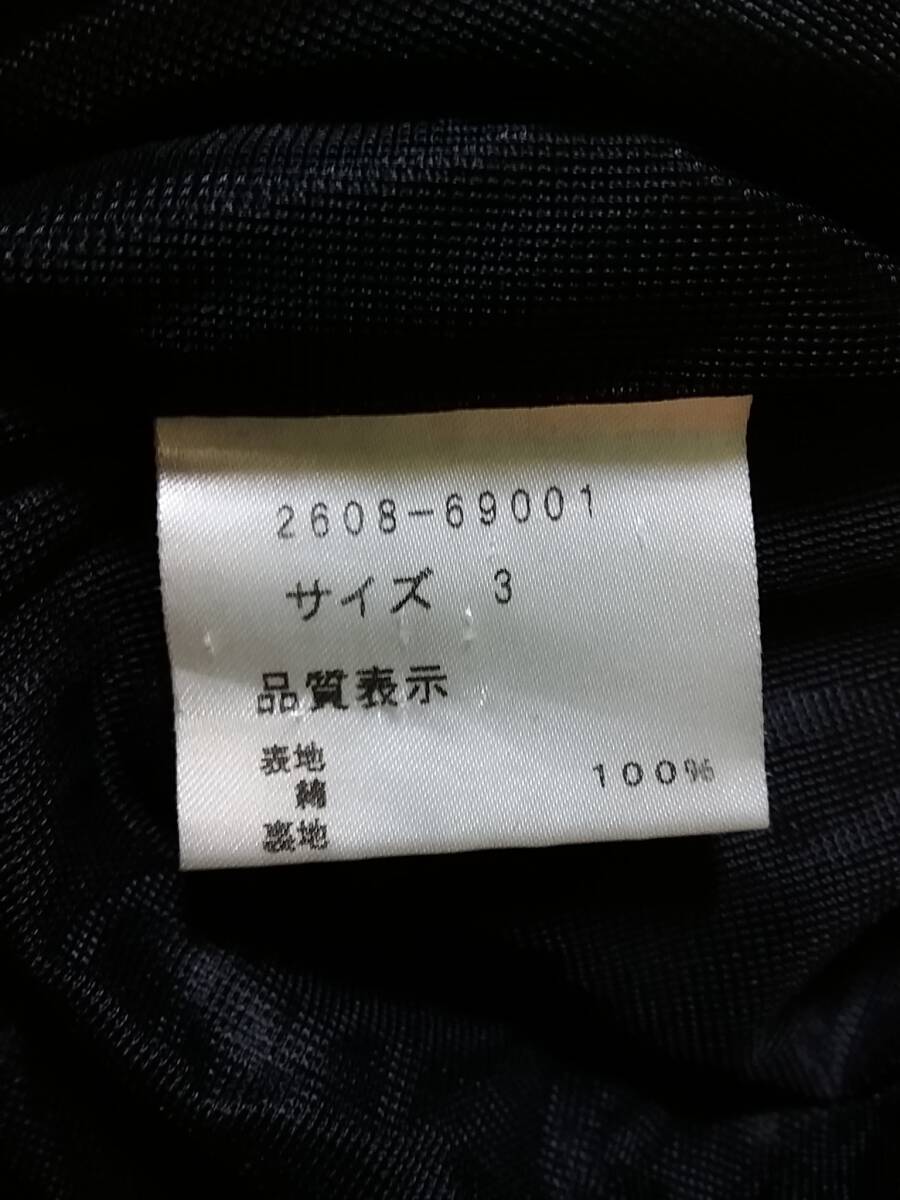 2608-69001
サイズ 3
品質表示
表地
綿 100%
裏地